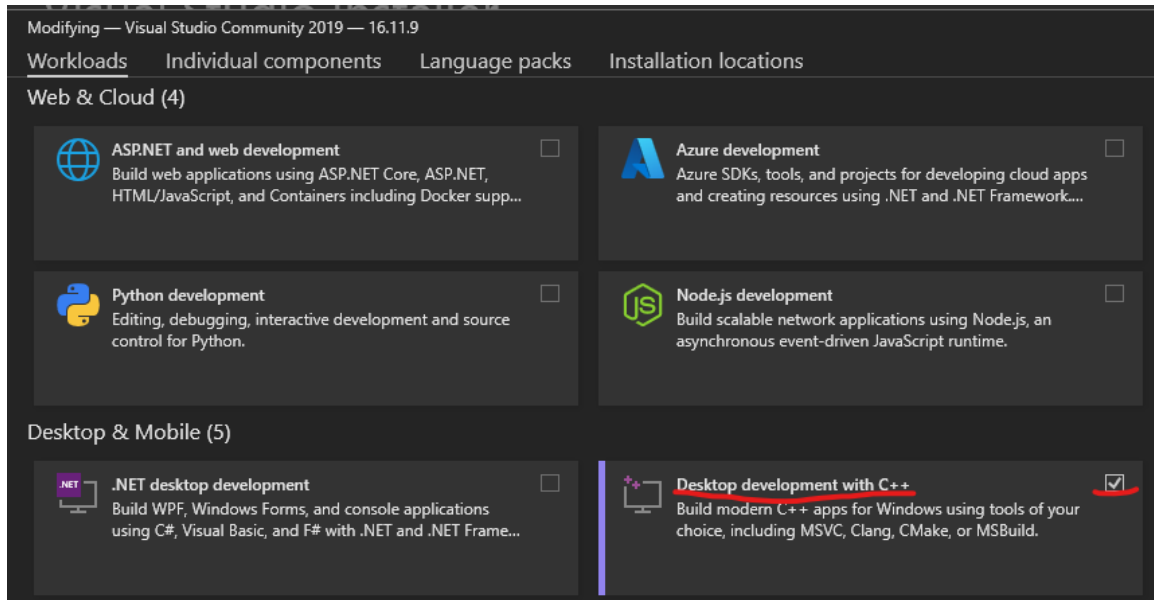 Modifying — Visual Studio Community 2019 — 16.11.9
Workloads Individual components Language packs Installation locations
Web & Cloud (4)
ASP.NET and web development
Build web applications using ASP.NET Core, ASP.NET,
HTML/JavaScript, and Containers including Docker supp...
Azure development
Azure SDKs, tools, and projects for developing cloud apps
and creating resources using .NET and .NET Framework....
Python development
Editing, debugging, interactive development and source
control for Python.
JS
Node.js development
Build scalable network applications using Node.js, an
asynchronous event-driven JavaScript runtime.
Desktop & Mobile (5)
.NET
.NET desktop development
Build WPF, Windows Forms, and console applications
using C#, Visual Basic, and F# with .NET and .NET Frame...
Desktop development with C++
Build modern C++ apps for Windows using tools of your
choice, including MSVC, Clang, CMake, or MSBuild.